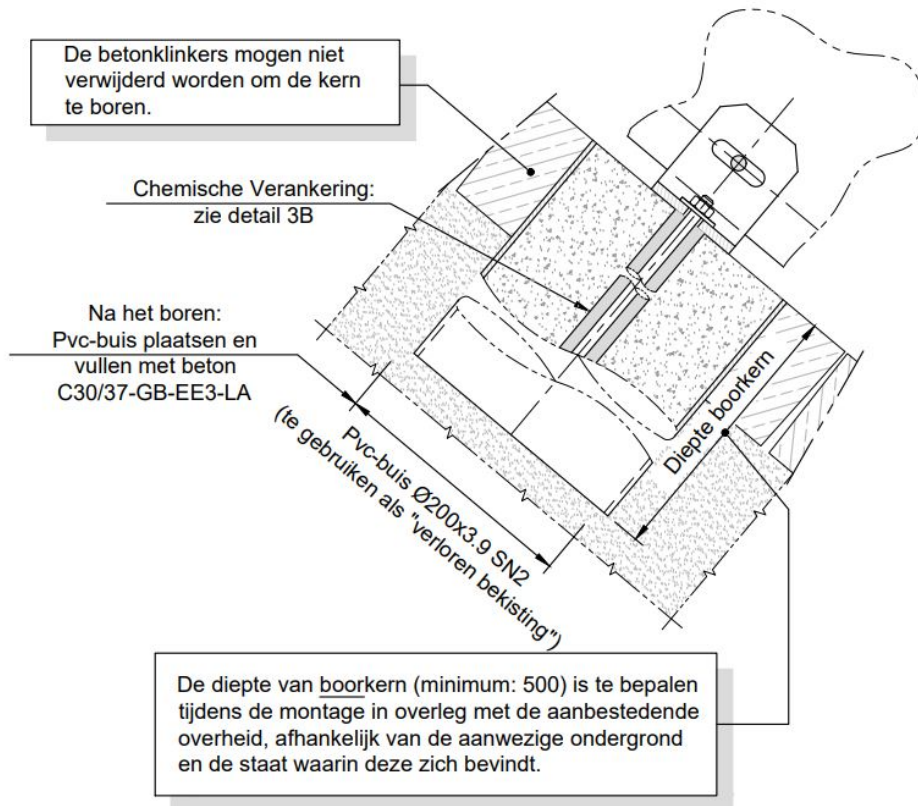 De betonklinkers mogen niet
verwijderd worden om de kern
te boren.
Chemische Verankering:
zie detail 3B
Na het boren:
Pvc-buis plaatsen en
vullen met beton
C30/37-GB-EE3-LA
Pvc-buis Ø200x3.9 SN2
(te gebruiken als "verloren bekisting")
Diepte boorkern
De diepte van boorkern (minimum: 500) is te bepalen
tijdens de montage in overleg met de aanbestedende
overheid, afhankelijk van de aanwezige ondergrond
en de staat waarin deze zich bevindt.